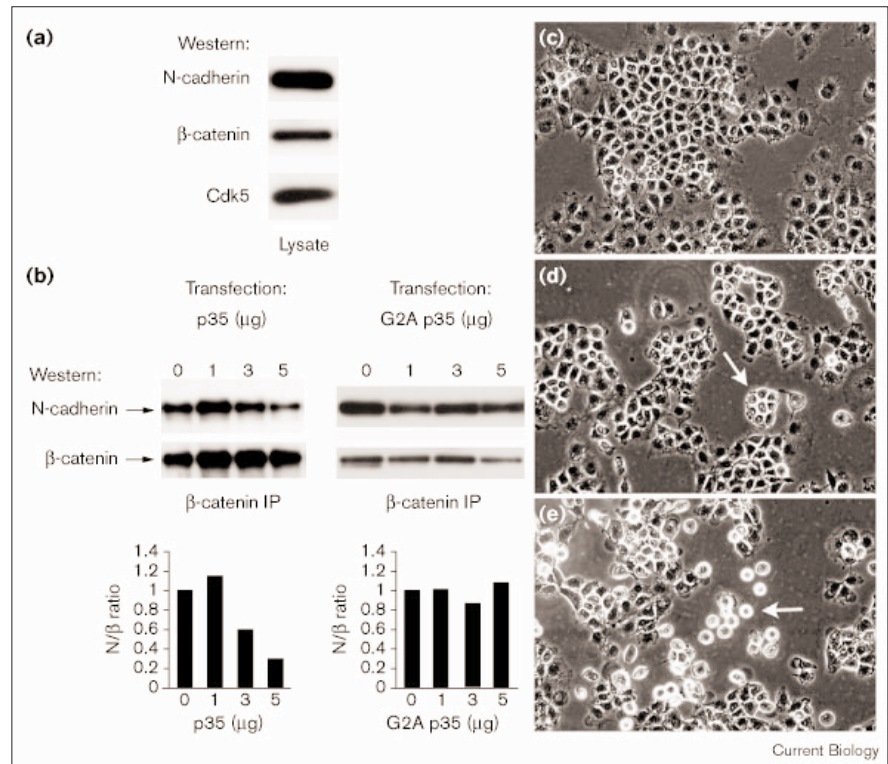 (a)
Western:
N-cadherin
β-catenin
Cdk5
Lysate
(b)
Transfection:
p35 (μg)
Transfection:
G2A p35 (μg)
Western:
0 1 3 5
0 1 3 5
N-cadherin
β-catenin
β-catenin IP
β-catenin IP
N/β ratio
1.4
1.2
1
0.8
0.6
0.4
0.2
0
0 1 3 5
p35 (μg)
N/β ratio
1.4
1.2
1
0.8
0.6
0.4
0.2
0
0 1 3 5
G2A p35 (μg)
(c)
(d)
(e)
Current Biology